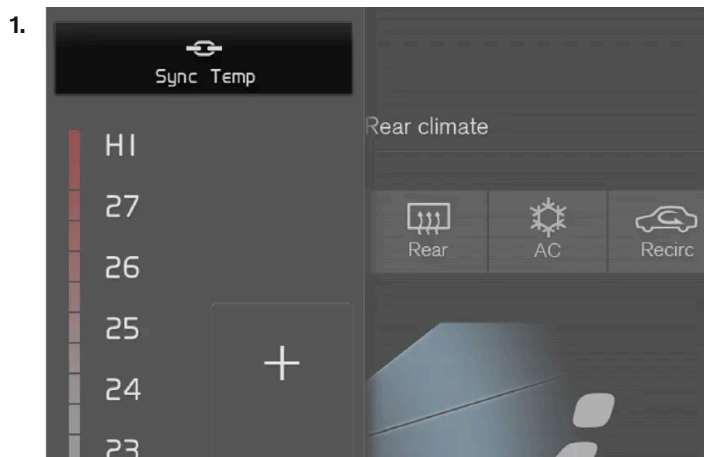 1.
Sync Temp
Rear climate
HI
27
Rear AC Recirc
26
25
+
24
23